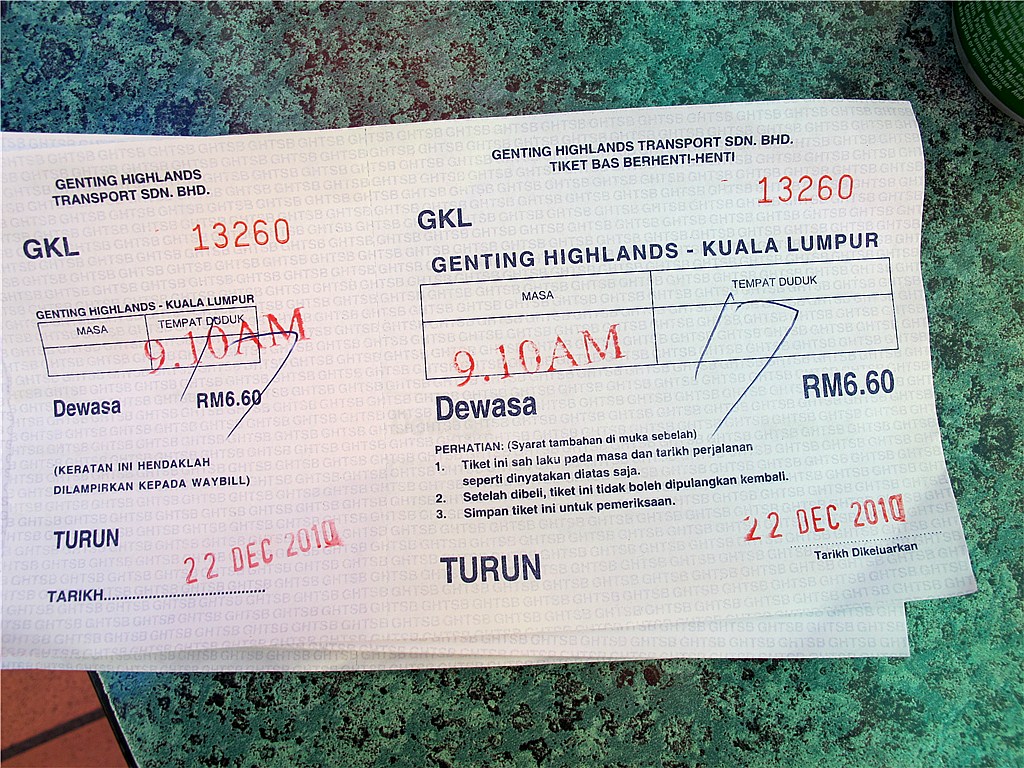 GENTING HIGHLANDS
TRANSPORT SDN. BHD.
GKL
13260
GENTING HIGHLANDS - KUALA LUMPUR
MASA
TEMPAT DUDUK
9.10AM
7
Dewasa
RM6.60
(KERATAN INI HENDAKLAH
DILAMPIRKAN KEPADA WAYBILL)
TURUN
22 DEC 2010
TARIKH
GENTING HIGHLANDS TRANSPORT SDN. BHD.
TIKET BAS BERHENTI-HENTI
13260
GKL
GENTING HIGHLANDS - KUALA LUMPUR
MASA
TEMPAT DUDUK
9.10AM
7
Dewasa
RM6.60
PERHATIAN: (Syarat tambahan di muka sebelah)
1. Tiket ini sah laku pada masa dan tarikh perjalanan
seperti dinyatakan diatas saja.
2. Setelah dibeli, tiket ini tidak boleh dipulangkan kembali.
3. Simpan tiket ini untuk pemeriksaan.
22 DEC 2010
Tarikh Dikeluarkan
TURUN